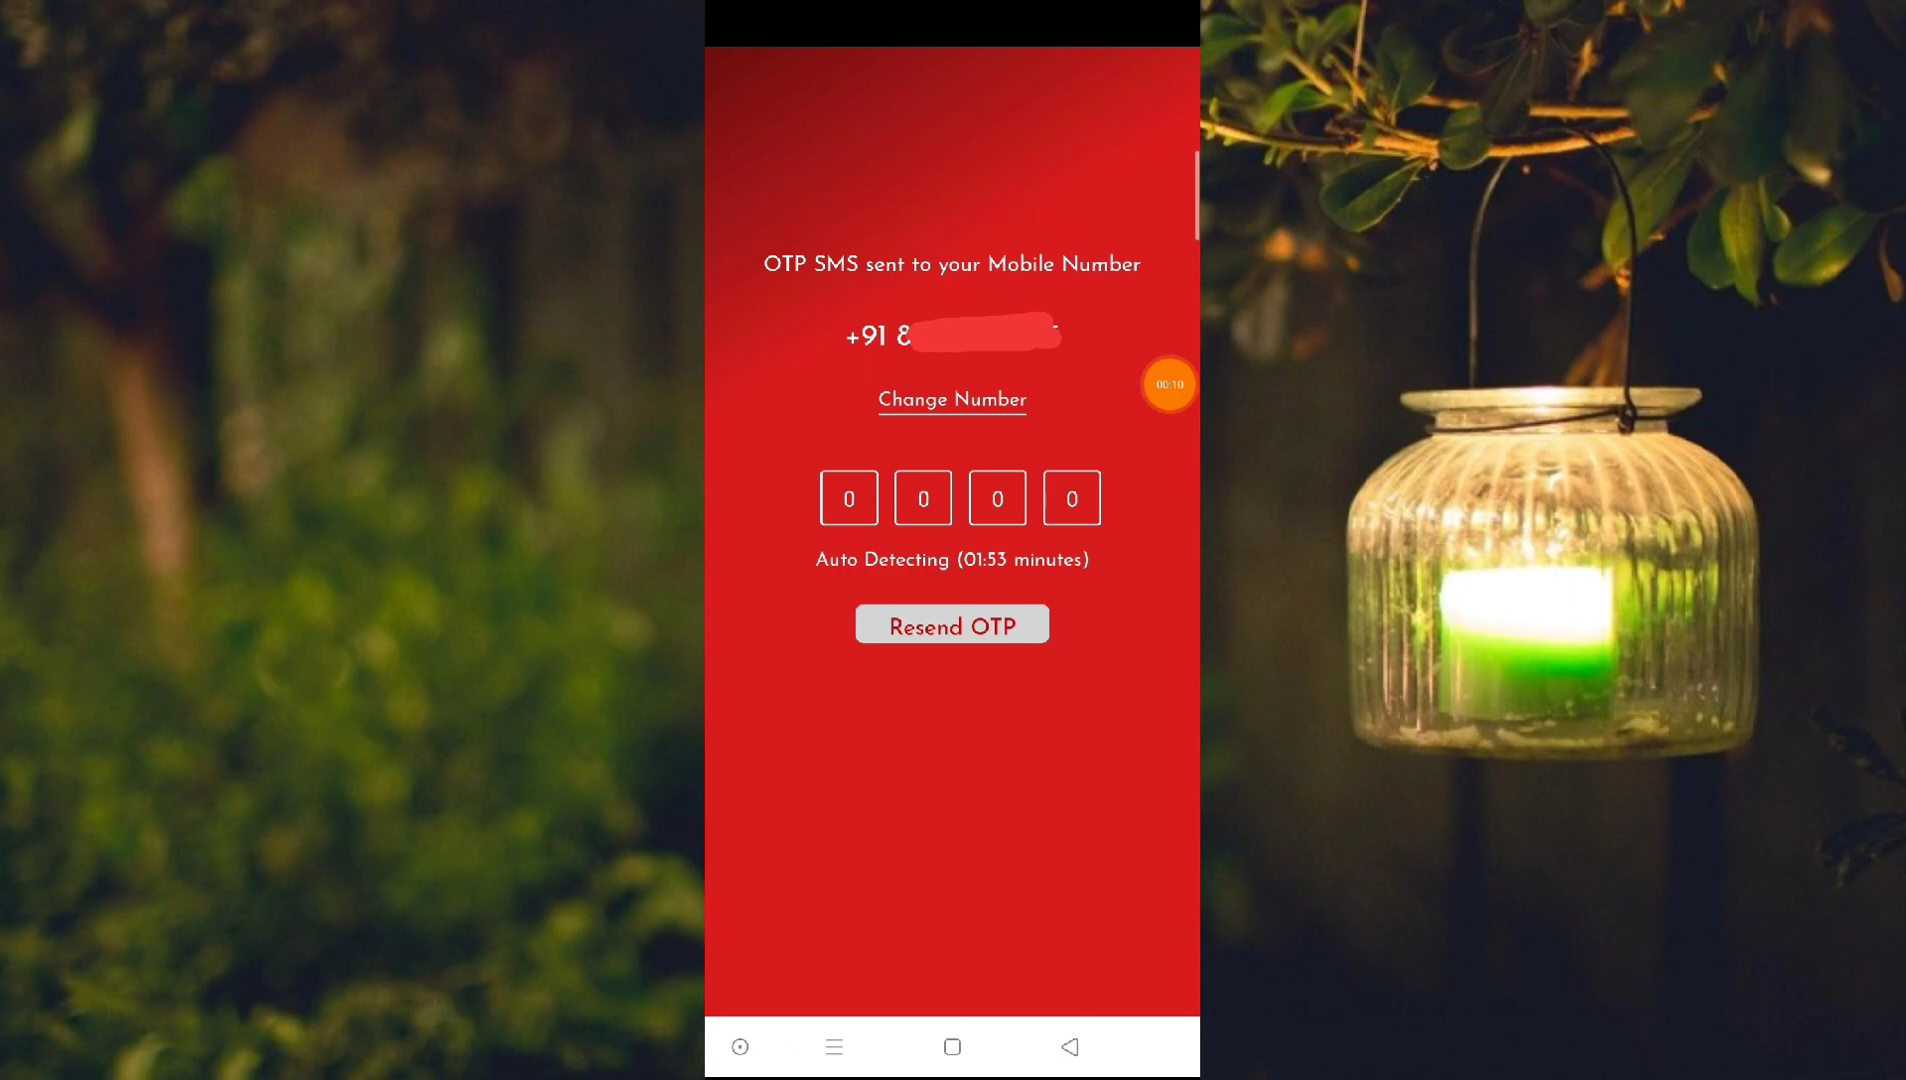 OTP SMS sent to your Mobile Number
+91 8
00:10
Change Number
0 0 0 0
Auto Detecting (01:53 minutes)
Resend OTP